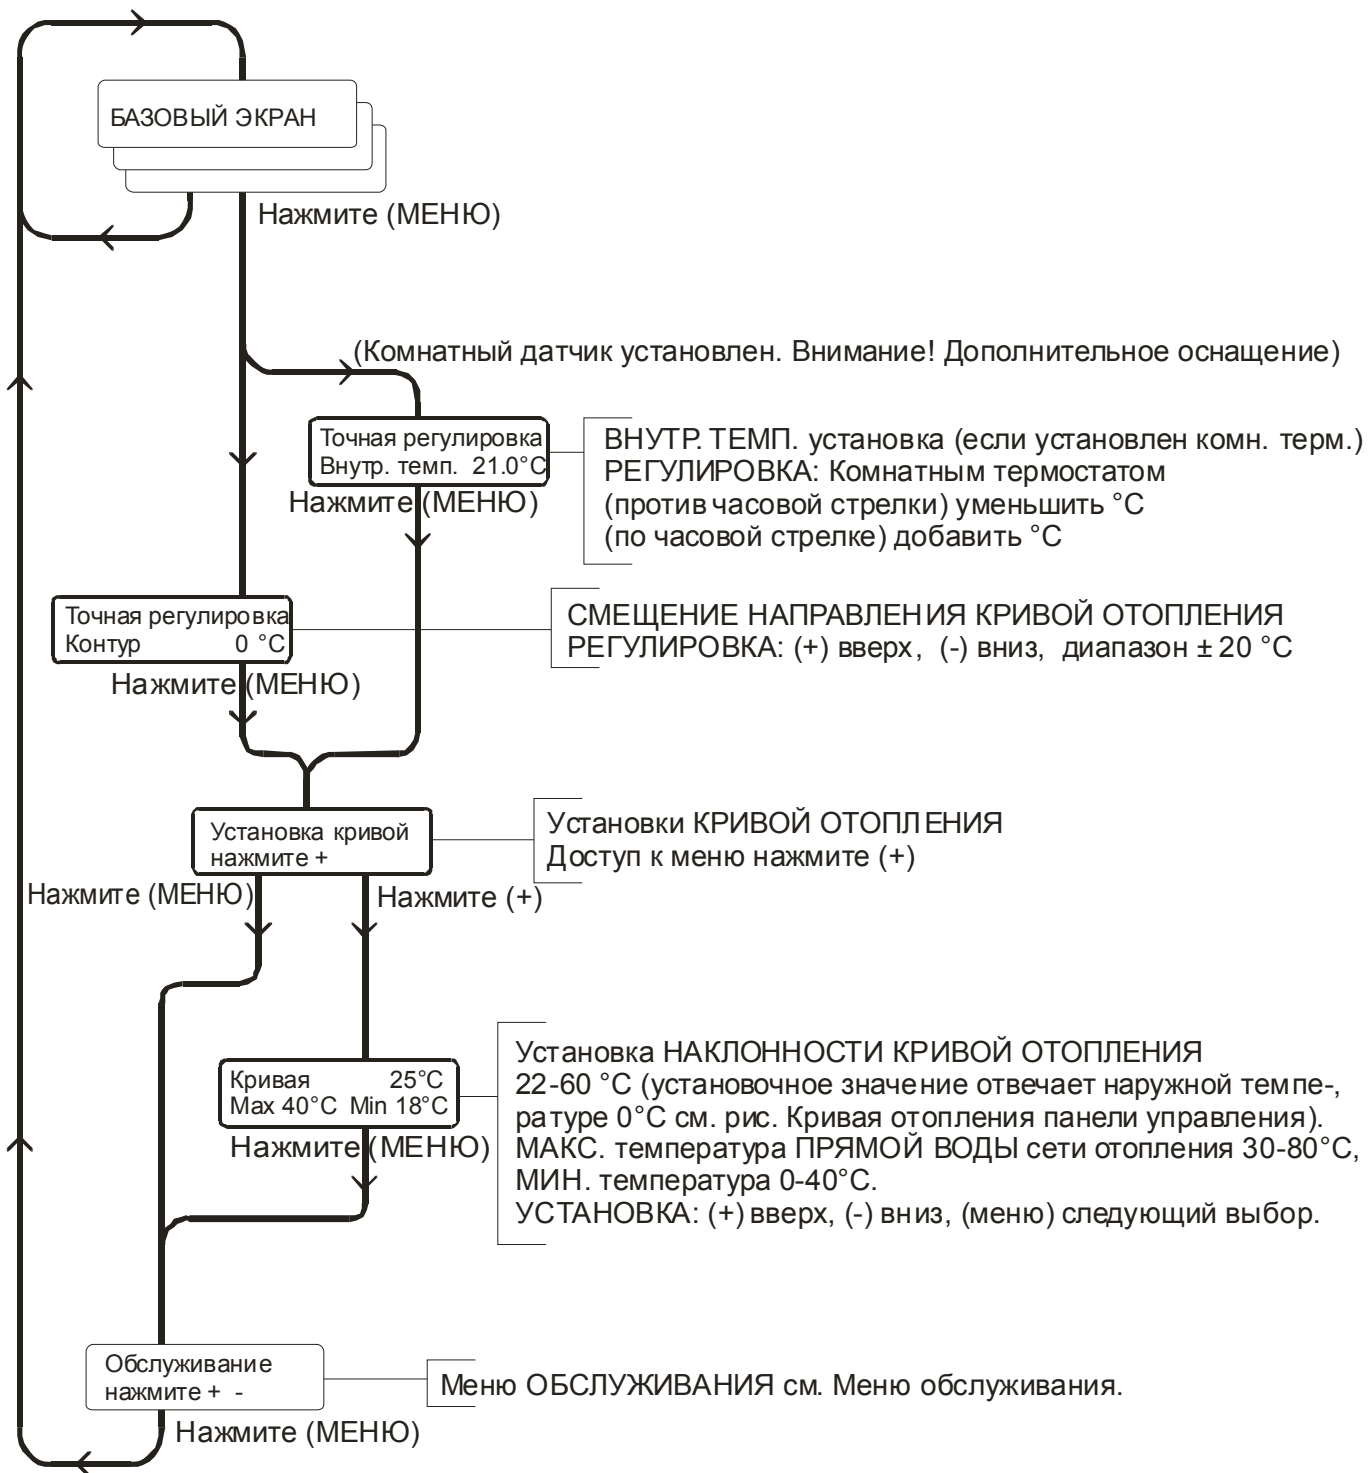 БАЗОВЫЙ ЭКРАН
Нажмите (МЕНЮ)
(Комнатный датчик установлен. Внимание! Дополнительное оснащение)
Точная регулировка
Внутр. темп. 21.0°C
Нажмите (МЕНЮ)
ВНУТР. ТЕМП. установка (если установлен комн. терм.)
РЕГУЛИРОВКА: Комнатным термостатом
(против часовой стрелки) уменьшить °C
(по часовой стрелке) добавить °C
Точная регулировка
Контур 0 °C
Нажмите (МЕНЮ)
СМЕЩЕНИЕ НАПРАВЛЕНИЯ КРИВОЙ ОТОПЛЕНИЯ
РЕГУЛИРОВКА: (+) вверх, (-) вниз, диапазон ± 20 °C
Установка кривой
нажмите +
Установки КРИВОЙ ОТОПЛЕНИЯ
Доступ к меню нажмите (+)
Нажмите (МЕНЮ)
Нажмите (+)
Кривая 25°C
Max 40°C Min 18°C
Нажмите (МЕНЮ)
Установка НАКЛОННОСТИ КРИВОЙ ОТОПЛЕНИЯ
22-60 °C (установочное значение отвечает наружной темпе-,
ратуре 0°C см. рис. Кривая отопления панели управления).
МАКС. температура ПРЯМОЙ ВОДЫ сети отопления 30-80°C,
МИН. температура 0-40°C.
УСТАНОВКА: (+) вверх, (-) вниз, (меню) следующий выбор.
Обслуживание
нажмите + -
Меню ОБСЛУЖИВАНИЯ см. Меню обслуживания.
Нажмите (МЕНЮ)